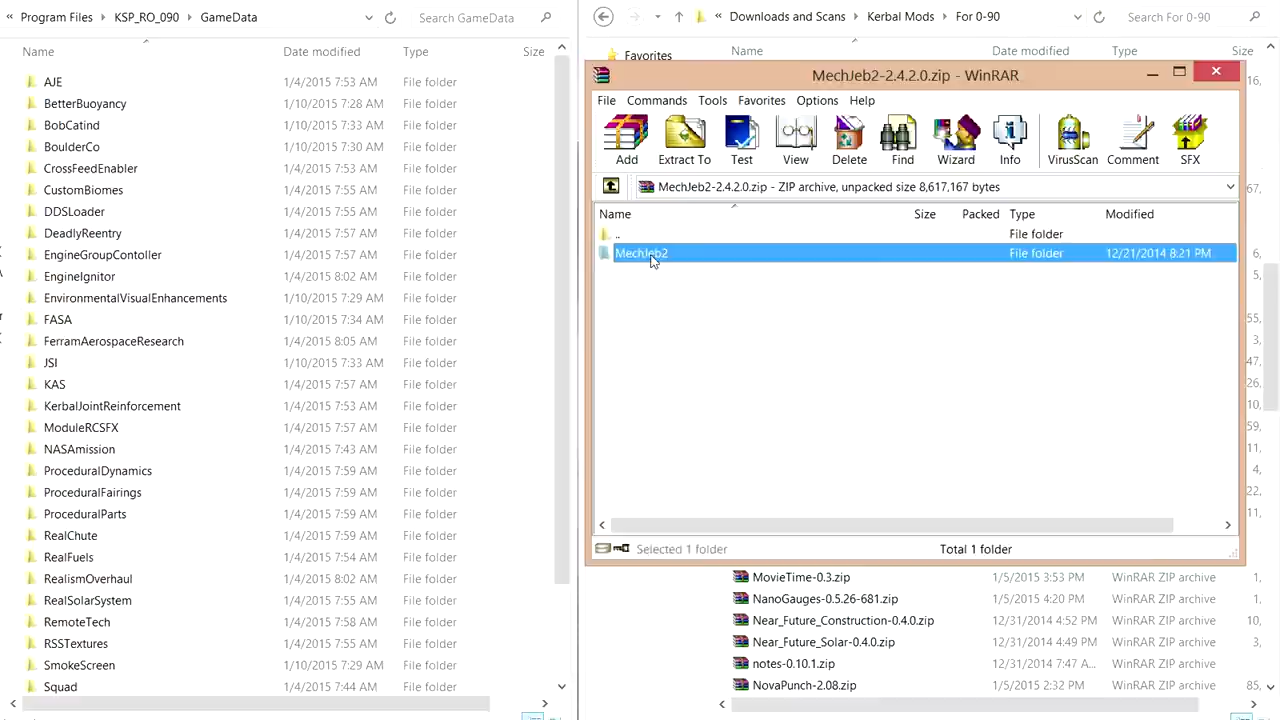 Program Files KSP_RO_090 GameData Search GameData
Name Date modified Type Size
AJE 1/4/2015 7:53 AM File folder
BetterBuoyancy 1/10/2015 7:28 AM File folder
BobCatind 1/10/2015 7:33 AM File folder
BoulderCo 1/10/2015 7:30 AM File folder
CrossFeedEnabler 1/4/2015 7:53 AM File folder
CustomBiomes 1/4/2015 7:55 AM File folder
DDSLoader 1/4/2015 7:55 AM File folder
DeadlyReentry 1/4/2015 7:57 AM File folder
EngineGroupContoller 1/4/2015 7:57 AM File folder
EngineIgnitor 1/4/2015 8:02 AM File folder
EnvironmentalVisualEnhancements 1/10/2015 7:29 AM File folder
FASA 1/10/2015 7:34 AM File folder
FerramAerospaceResearch 1/4/2015 8:05 AM File folder
JSI 1/10/2015 7:33 AM File folder
KAS 1/4/2015 7:57 AM File folder
KerbalJointReinforcement 1/4/2015 7:53 AM File folder
ModuleRCSFX 1/4/2015 7:57 AM File folder
NASAmission 1/4/2015 7:43 AM File folder
ProceduralDynamics 1/4/2015 7:59 AM File folder
ProceduralFairings 1/4/2015 7:59 AM File folder
ProceduralParts 1/4/2015 7:59 AM File folder
RealChute 1/4/2015 7:59 AM File folder
RealFuels 1/4/2015 7:54 AM File folder
RealismOverhaul 1/4/2015 8:02 AM File folder
RealSolarSystem 1/4/2015 7:55 AM File folder
RemoteTech 1/4/2015 7:58 AM File folder
RSSTextures 1/4/2015 7:55 AM File folder
SmokeScreen 1/10/2015 7:29 AM File folder
Squad 1/4/2015 7:44 AM File folder
Downloads and Scans Kerbal Mods For 0-90 Search For 0-90
Favorites Name Date modified Type Size
MechJeb2-2.4.2.0.zip - WinRAR
File Commands Tools Favorites Options Help
Add Extract To Test View Delete Find Wizard Info VirusScan Comment SFX
MechJeb2-2.4.2.0.zip - ZIP archive, unpacked size 8,617,167 bytes
Name Size Packed Type Modified
.. File folder
MechJeb2 File folder 12/21/2014 8:21 PM
Selected 1 folder Total 1 folder
16,
67,
6,
5,
55,
3,
47,
26,
10,
59,
11,
4,
22,
11,
MovieTime-0.3.zip 1/5/2015 3:53 PM WinRAR ZIP archive 1,
NanoGauges-0.5.26-681.zip 1/5/2015 4:20 PM WinRAR ZIP archive 1,
Near_Future_Construction-0.4.0.zip 12/31/2014 4:52 PM WinRAR ZIP archive 10,
Near_Future_Solar-0.4.0.zip 12/31/2014 4:49 PM WinRAR ZIP archive 3,
notes-0.10.1.zip 12/31/2014 7:47 A... WinRAR ZIP archive
NovaPunch-2.08.zip 1/5/2015 2:32 PM WinRAR ZIP archive 85,